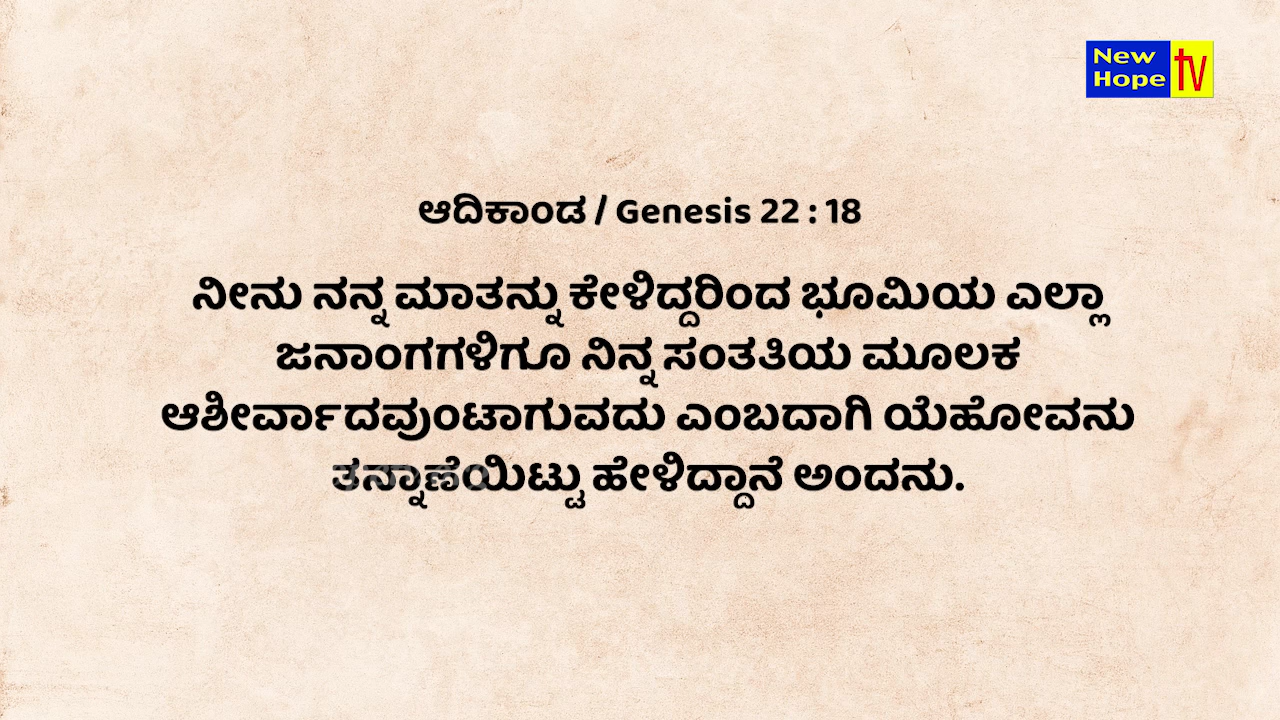 New
Hope tv
ಆದಿಕಾಂಡ / Genesis 22 : 18
ನೀನು ನನ್ನ ಮಾತನ್ನು ಕೇಳಿದ್ದರಿಂದ ಭೂಮಿಯ ಎಲ್ಲಾ
ಜನಾಂಗಗಳಿಗೂ ನಿನ್ನ ಸಂತತಿಯ ಮೂಲಕ
ಆಶೀರ್ವಾದವುಂಟಾಗುವದು ಎಂಬದಾಗಿ ಯೆಹೋವನು
ತನ್ನಾಣೆಯಿಟ್ಟು ಹೇಳಿದ್ದಾನೆ ಅಂದನು.